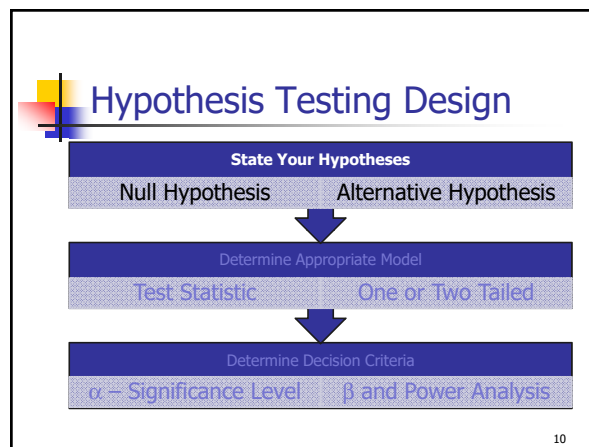 Hypothesis Testing Design
State Your Hypotheses
Null Hypothesis Alternative Hypothesis
Determine Appropriate Model
Test Statistic One or Two Tailed
Determine Decision Criteria
α – Significance Level β and Power Analysis
10